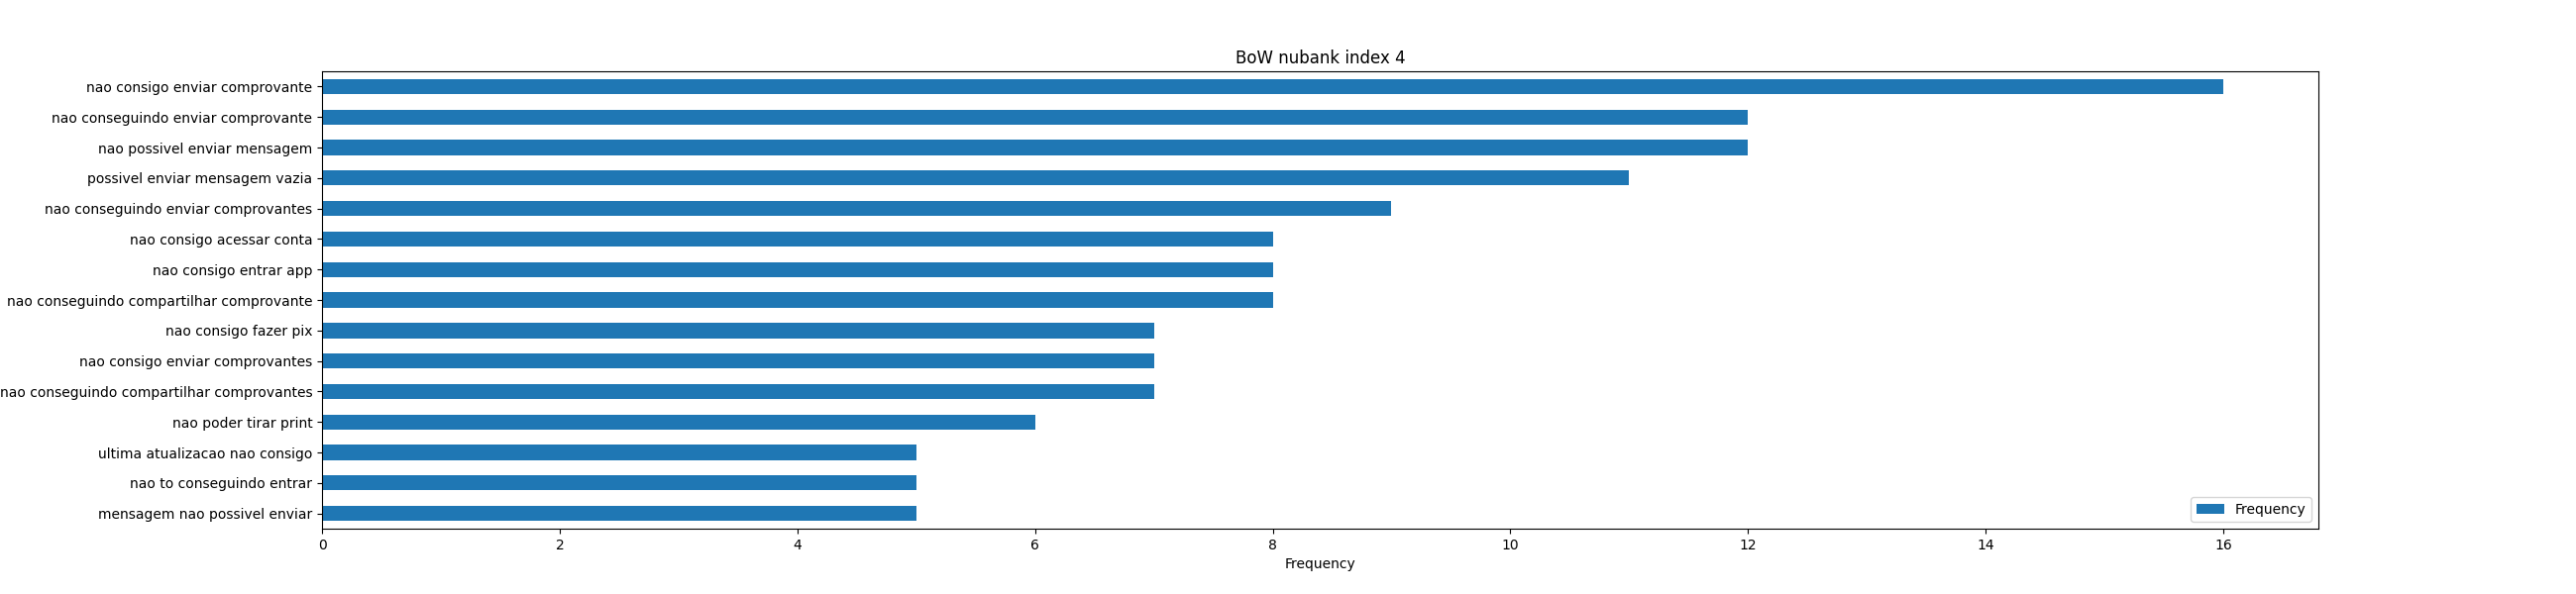 BoW nubank index 4
nao consigo enviar comprovante
nao conseguindo enviar comprovante
nao possivel enviar mensagem
possivel enviar mensagem vazia
nao conseguindo enviar comprovantes
nao consigo acessar conta
nao consigo entrar app
nao conseguindo compartilhar comprovante
nao consigo fazer pix
nao consigo enviar comprovantes
nao conseguindo compartilhar comprovantes
nao poder tirar print
ultima atualizacao nao consigo
nao to conseguindo entrar
mensagem nao possivel enviar
Frequency
0 2 4 6 8 10 12 14 16
Frequency